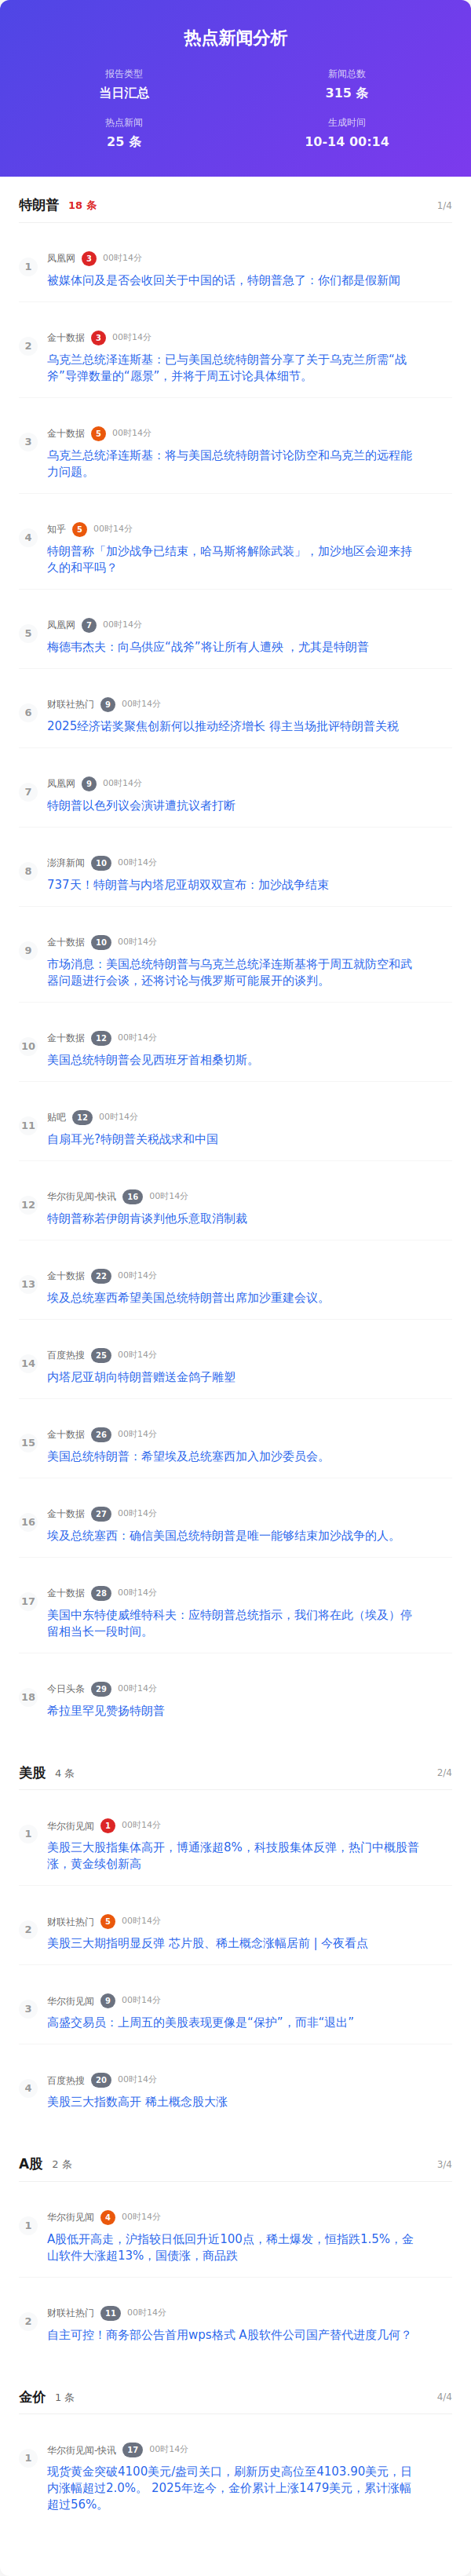 热点新闻分析
报告类型
新闻总数
当日汇总
315 条
热点新闻
生成时间
25 条
10-14 00:14
特朗普 18 条 1/4
1
凤凰网 3 00时14分
被媒体问及是否会收回关于中国的话，特朗普急了：你们都是假新闻
2
金十数据 3 00时14分
乌克兰总统泽连斯基：已与美国总统特朗普分享了关于乌克兰所需“战
斧”导弹数量的“愿景”，并将于周五讨论具体细节。
3
金十数据 5 00时14分
乌克兰总统泽连斯基：将与美国总统特朗普讨论防空和乌克兰的远程能
力问题。
4
知乎 5 00时14分
特朗普称「加沙战争已结束，哈马斯将解除武装」，加沙地区会迎来持
久的和平吗？
5
凤凰网 7 00时14分
梅德韦杰夫：向乌供应“战斧”将让所有人遭殃 ，尤其是特朗普
6
财联社热门 9 00时14分
2025经济诺奖聚焦创新何以推动经济增长 得主当场批评特朗普关税
7
凤凰网 9 00时14分
特朗普以色列议会演讲遭抗议者打断
8
澎湃新闻 10 00时14分
737天！特朗普与内塔尼亚胡双双宣布：加沙战争结束
9
金十数据 10 00时14分
市场消息：美国总统特朗普与乌克兰总统泽连斯基将于周五就防空和武
器问题进行会谈，还将讨论与俄罗斯可能展开的谈判。
10
金十数据 12 00时14分
美国总统特朗普会见西班牙首相桑切斯。
11
贴吧 12 00时14分
自扇耳光?特朗普关税战求和中国
12
华尔街见闻-快讯 16 00时14分
特朗普称若伊朗肯谈判他乐意取消制裁
13
金十数据 22 00时14分
埃及总统塞西希望美国总统特朗普出席加沙重建会议。
14
百度热搜 25 00时14分
内塔尼亚胡向特朗普赠送金鸽子雕塑
15
金十数据 26 00时14分
美国总统特朗普：希望埃及总统塞西加入加沙委员会。
16
金十数据 27 00时14分
埃及总统塞西：确信美国总统特朗普是唯一能够结束加沙战争的人。
17
金十数据 28 00时14分
美国中东特使威维特科夫：应特朗普总统指示，我们将在此（埃及）停
留相当长一段时间。
18
今日头条 29 00时14分
希拉里罕见赞扬特朗普
美股 4 条 2/4
1
华尔街见闻 1 00时14分
美股三大股指集体高开，博通涨超8%，科技股集体反弹，热门中概股普
涨，黄金续创新高
2
财联社热门 5 00时14分
美股三大期指明显反弹 芯片股、稀土概念涨幅居前 | 今夜看点
3
华尔街见闻 9 00时14分
高盛交易员：上周五的美股表现更像是“保护”，而非“退出”
4
百度热搜 20 00时14分
美股三大指数高开 稀土概念股大涨
A股 2 条 3/4
1
华尔街见闻 4 00时14分
A股低开高走，沪指较日低回升近100点，稀土爆发，恒指跌1.5%，金
山软件大涨超13%，国债涨，商品跌
2
财联社热门 11 00时14分
自主可控！商务部公告首用wps格式 A股软件公司国产替代进度几何？
金价 1 条 4/4
1
华尔街见闻-快讯 17 00时14分
现货黄金突破4100美元/盎司关口，刷新历史高位至4103.90美元，日
内涨幅超过2.0%。 2025年迄今，金价累计上涨1479美元，累计涨幅
超过56%。